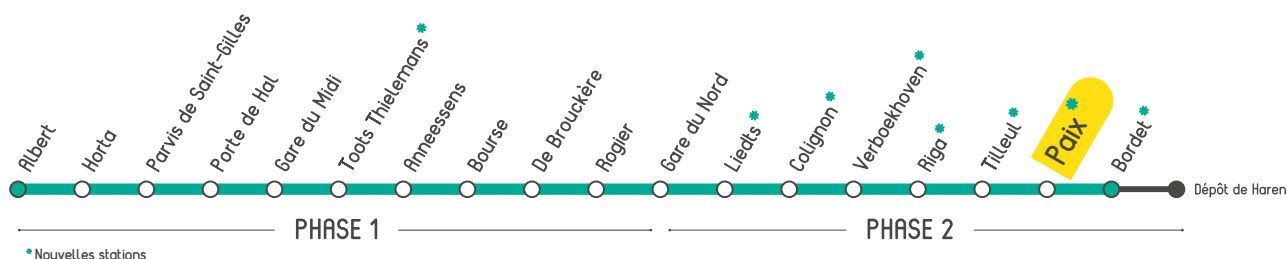 Albert
Horta
Parvis de Saint-Gilles
Porte de Hal
Gare du Midi
Toots Thielemans*
Anneessens
Bourse
De Brouckère
Rogier
Gare du Nord
Liedts*
Colignon*
Verboekhoven*
Riga*
Tilleul*
Paix*
Bordet*
Dépôt de Haren
PHASE 1
PHASE 2
*Nouvelles stations